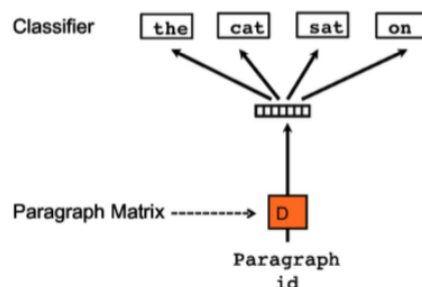 Classifier
the cat sat on
Paragraph Matrix
D
Paragraph
id